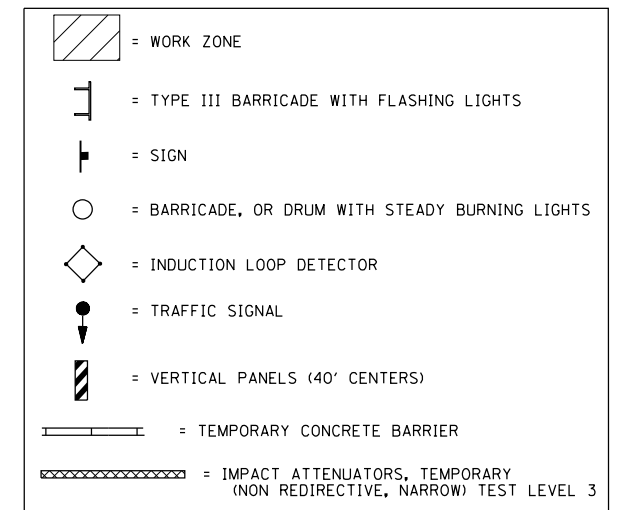 = WORK ZONE
= TYPE III BARRICADE WITH FLASHING LIGHTS
= SIGN
= BARRICADE, OR DRUM WITH STEADY BURNING LIGHTS
= INDUCTION LOOP DETECTOR
= TRAFFIC SIGNAL
= VERTICAL PANELS (40' CENTERS)
= TEMPORARY CONCRETE BARRIER
= IMPACT ATTENUATORS, TEMPORARY
(NON REDIRECTIVE, NARROW) TEST LEVEL 3